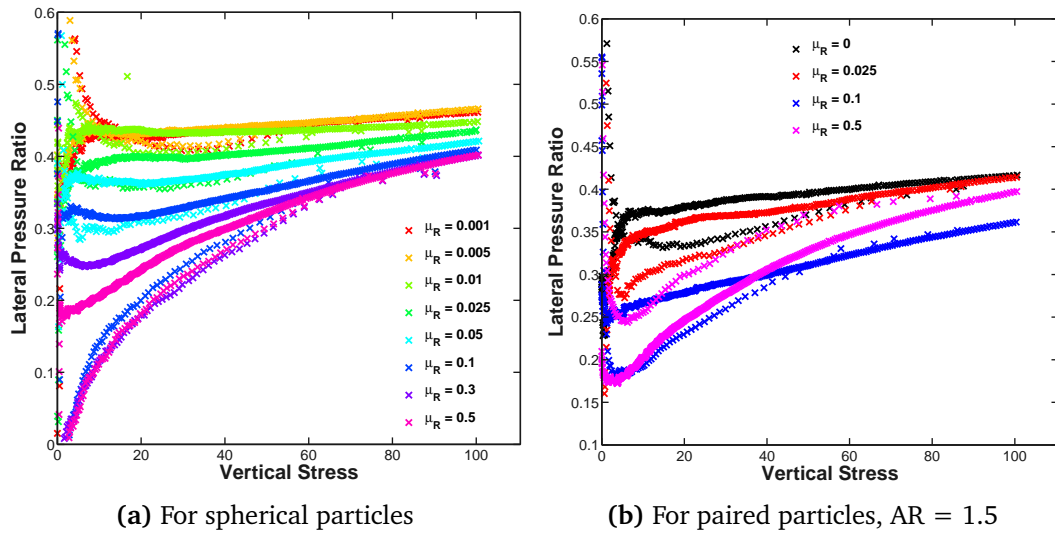 0.6
0.5
0.4
0.3
0.2
0.1
0
0 20 40 60 80 100
Lateral Pressure Ratio
Vertical Stress
μR = 0.001
μR = 0.005
μR = 0.01
μR = 0.025
μR = 0.05
μR = 0.1
μR = 0.3
μR = 0.5
(a) For spherical particles
0.6
0.55
0.5
0.45
0.4
0.35
0.3
0.25
0.2
0.15
0.1
0 20 40 60 80 100
Lateral Pressure Ratio
Vertical Stress
μR = 0
μR = 0.025
μR = 0.1
μR = 0.5
(b) For paired particles, AR = 1.5